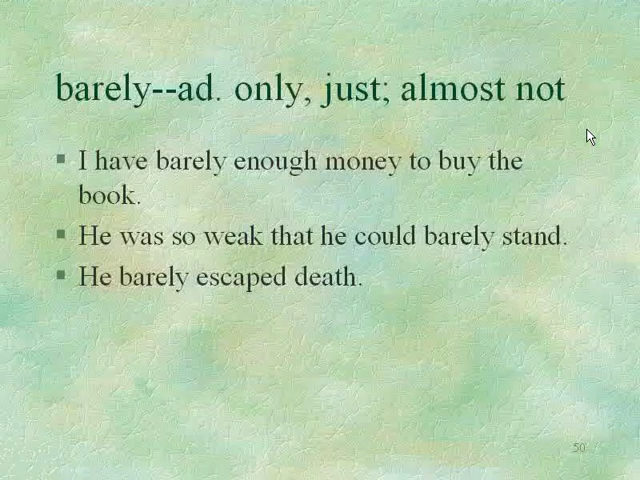 barely--ad. only, just; almost not
▪ I have barely enough money to buy the
book.
▪ He was so weak that he could barely stand.
▪ He barely escaped death.
50